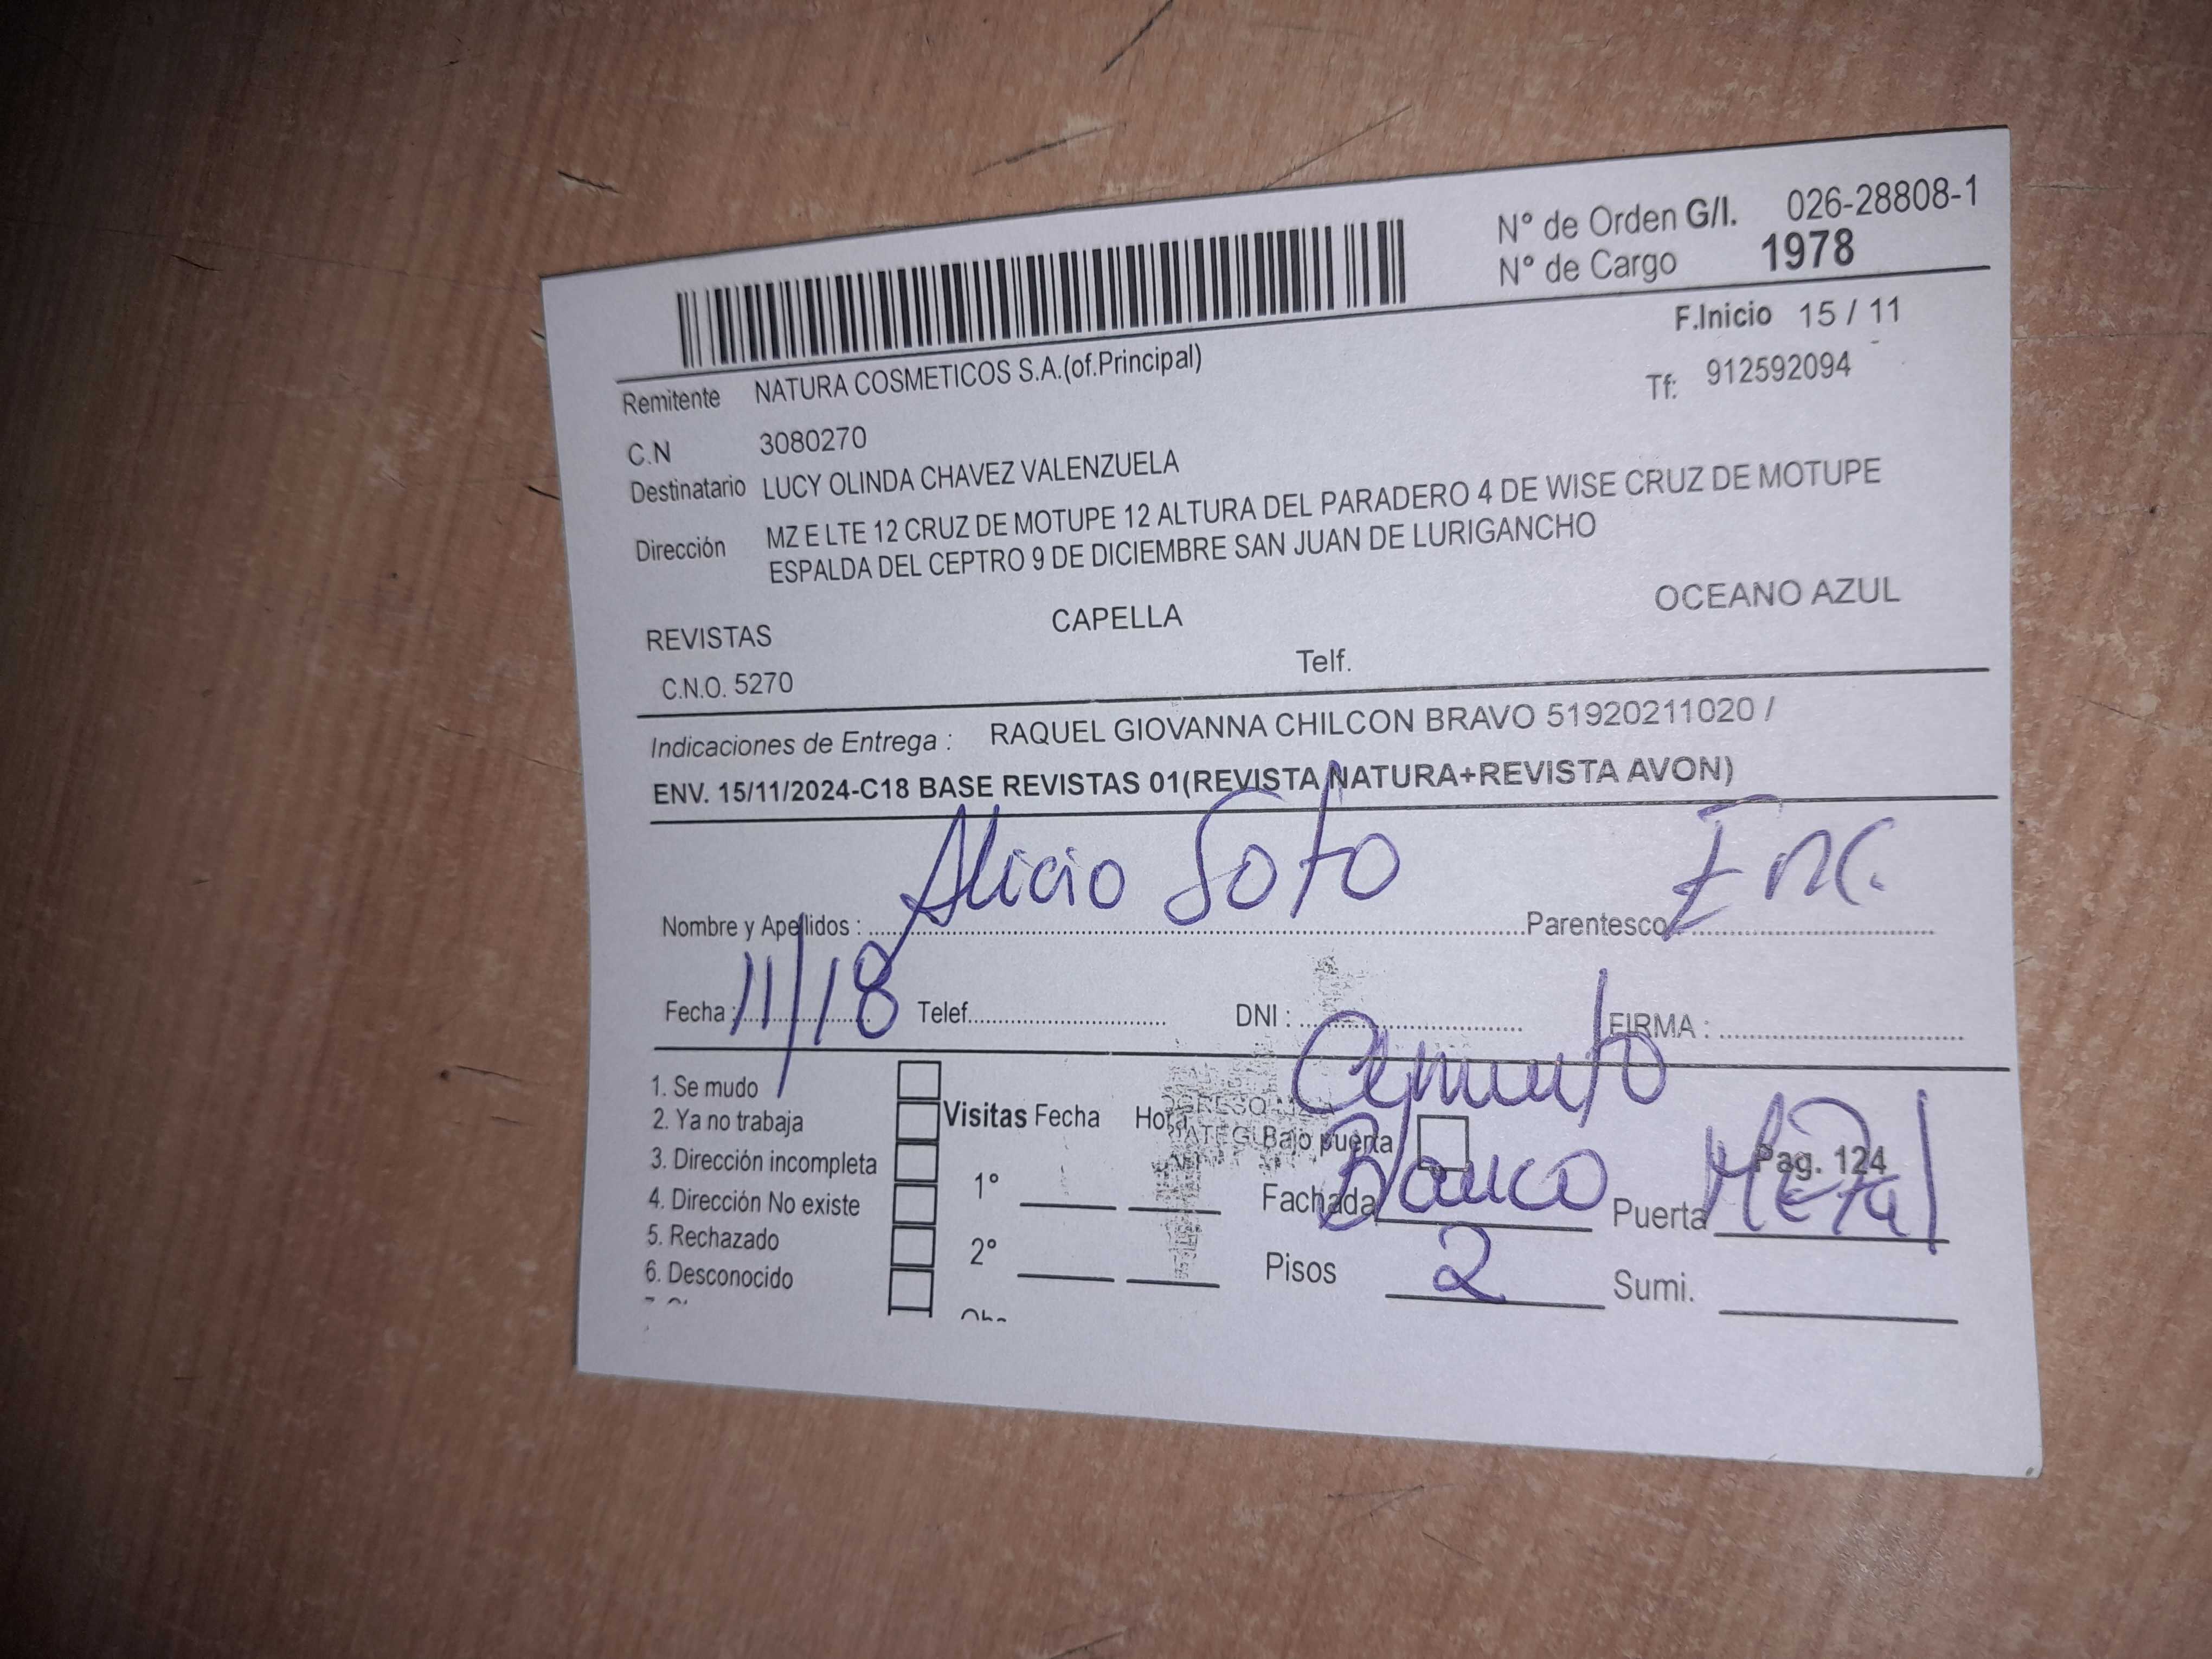 N° de Orden G/I. 026-28808-1
N° de Cargo 1978
F.Inicio 15 / 11
Remitente NATURA COSMETICOS S.A.(of.Principal)
Tf: 912592094
C.N 3080270
Destinatario LUCY OLINDA CHAVEZ VALENZUELA
Dirección MZ E LTE 12 CRUZ DE MOTUPE 12 ALTURA DEL PARADERO 4 DE WISE CRUZ DE MOTUPE
ESPALDA DEL CEPTRO 9 DE DICIEMBRE SAN JUAN DE LURIGANCHO
REVISTAS CAPELLA OCEANO AZUL
C.N.O. 5270 Telf.
Indicaciones de Entrega : RAQUEL GIOVANNA CHILCON BRAVO 51920211020 /
ENV. 15/11/2024-C18 BASE REVISTAS 01(REVISTA NATURA+REVISTA AVON)
Nombre y Apellidos : Alicia Soto Parentesco : Enc.
Fecha : 11/18 Telef. DNI : FIRMA :
Cemento
1. Se mudo
2. Ya no trabaja Visitas Fecha Hora Bajo puerta
3. Dirección incompleta Pag. 124
4. Dirección No existe 1° Fachada Blanco Puerta Metal
5. Rechazado
6. Desconocido 2° Pisos 2 Sumi.